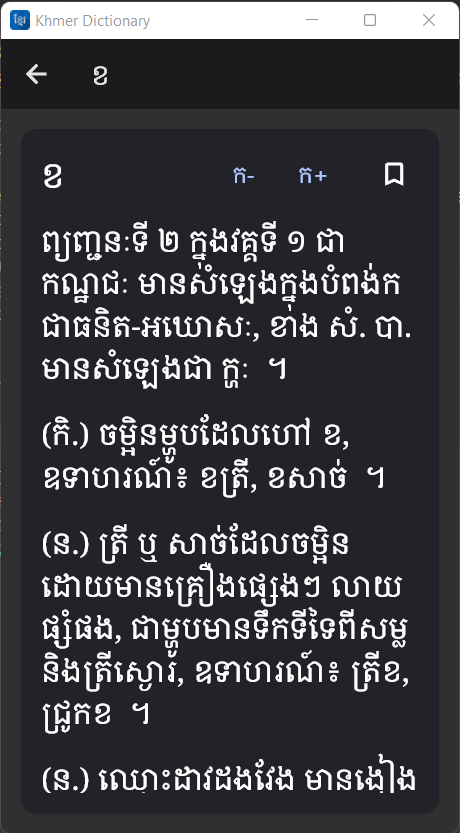 Khmer Dictionary
ខ
ខ
ក-
ក+
ព្យញ្ជនៈទី ២ ក្នុងវគ្គទី ១ ជា
កណ្ឋជៈ មានសំឡេងក្នុងបំពង់ក
ជាធនិត-អឃោសៈ, ខាង សំ. បា.
មានសំឡេងជា ក្ហៈ ។
(កិ.) ចម្អិនម្ហូបដែលហៅ ខ,
ឧទាហរណ៍៖ ខត្រី, ខសាច់ ។
(ន.) ត្រី ឬ សាច់ដែលចម្អិន
ដោយមានគ្រឿងផ្សេងៗ លាយ
ផ្សំផង, ជាម្ហូបមានទឹកទីទៃពីសម្ល
និងត្រីស្ងោរ, ឧទាហរណ៍៖ ត្រីខ,
ជ្រូកខ ។
(ន.) ឈ្មោះដាវដងវែង មានងៀង